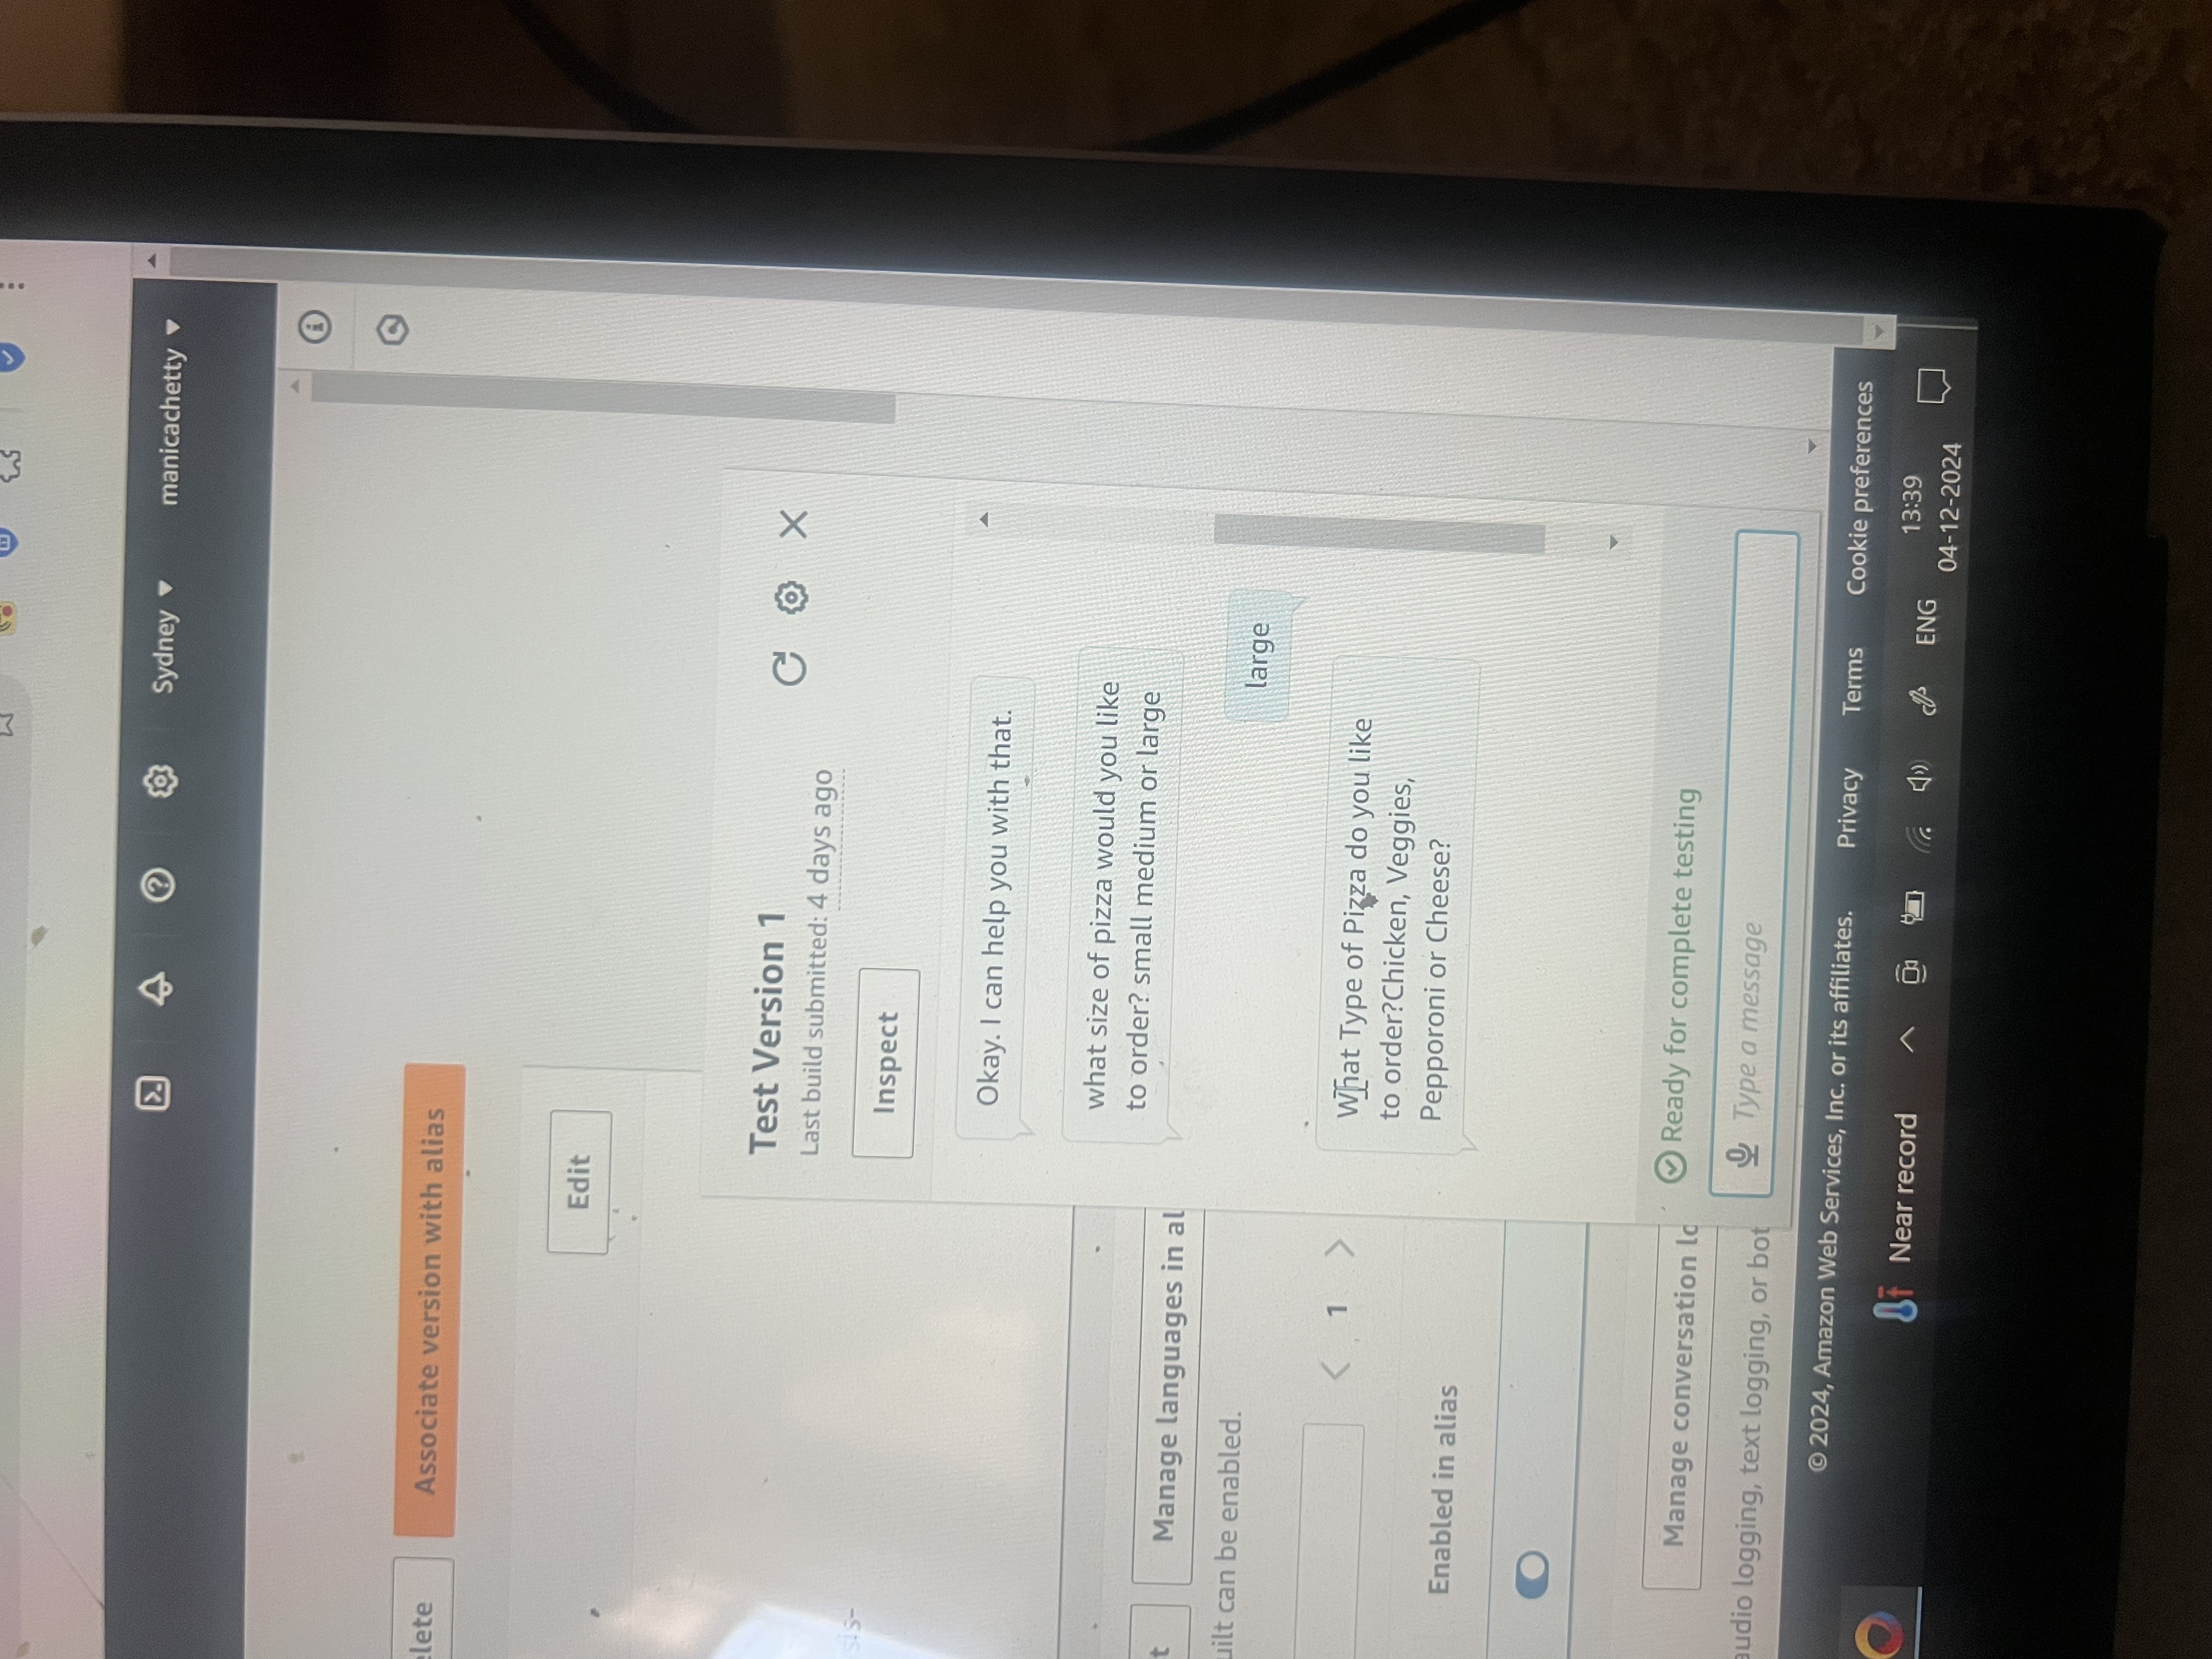 Sydney
manicachetty
elete
Associate version with alias
Edit
sis-
Test Version 1
Last build submitted: 4 days ago
Inspect
Okay. I can help you with that.
what size of pizza would you like
to order? small medium or large
t
Manage languages in al
uilt can be enabled.
large
1
What Type of Pizza do you like
to order?Chicken, Veggies,
Pepporoni or Cheese?
Enabled in alias
Ready for complete testing
Manage conversation lo
Type a message
audio logging, text logging, or bot
© 2024, Amazon Web Services, Inc. or its affiliates.
Privacy
Terms
Cookie preferences
Near record
ENG
13:39
04-12-2024